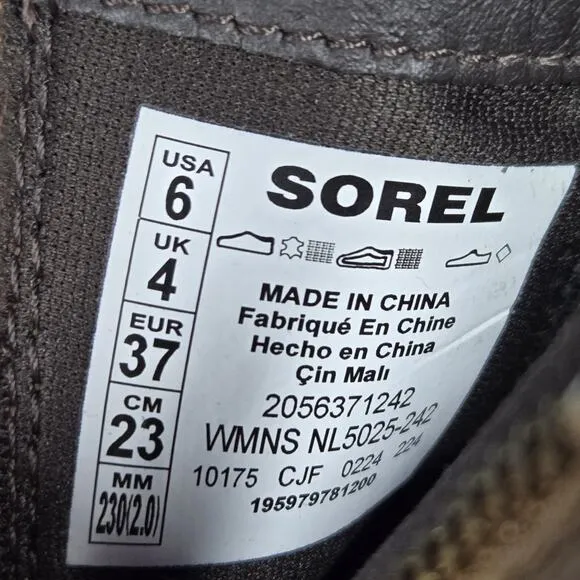 USA
6
UK
4
EUR
37
CM
23
MM
230(2.0)
SOREL
MADE IN CHINA
Fabriqué En Chine
Hecho en China
Çin Malı
2056371242
WMNS NL5025-242
10175 CJF 0224 224
195979781200